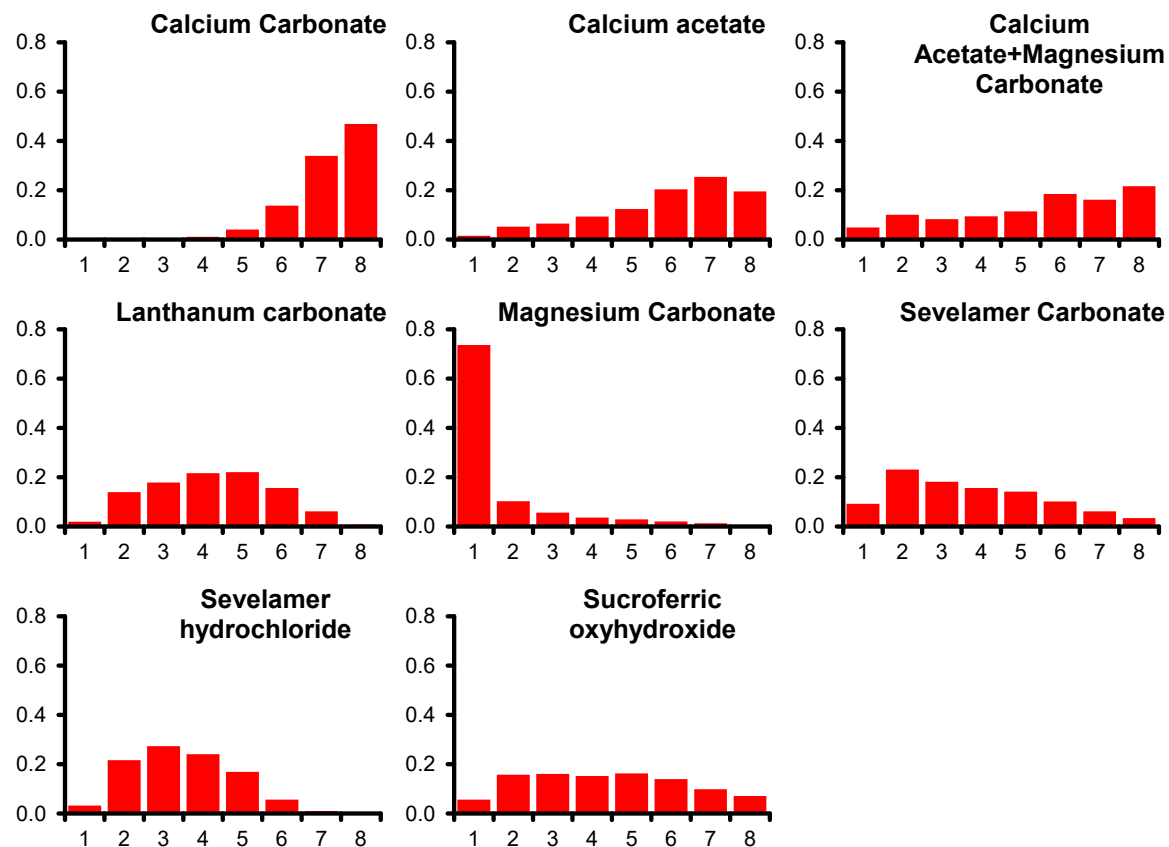 Calcium Carbonate
0.8
0.6
0.4
0.2
0.0
1 2 3 4 5 6 7 8
Calcium acetate
0.8
0.6
0.4
0.2
0.0
1 2 3 4 5 6 7 8
Calcium
Acetate+Magnesium
Carbonate
0.8
0.6
0.4
0.2
0.0
1 2 3 4 5 6 7 8
Lanthanum carbonate
0.8
0.6
0.4
0.2
0.0
1 2 3 4 5 6 7 8
Magnesium Carbonate
0.8
0.6
0.4
0.2
0.0
1 2 3 4 5 6 7 8
Sevelamer Carbonate
0.8
0.6
0.4
0.2
0.0
1 2 3 4 5 6 7 8
Sevelamer
hydrochloride
0.8
0.6
0.4
0.2
0.0
1 2 3 4 5 6 7 8
Sucroferric
oxyhydroxide
0.8
0.6
0.4
0.2
0.0
1 2 3 4 5 6 7 8